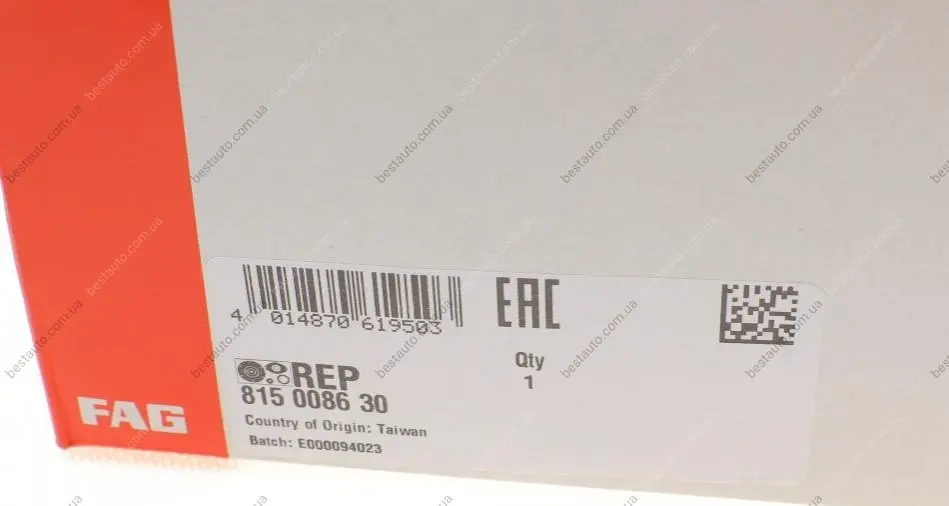 4 014870 619503
EAC
REP
815 0086 30
Qty
1
Country of Origin: Taiwan
Batch: E000094023
FAG
bestauto.com.ua